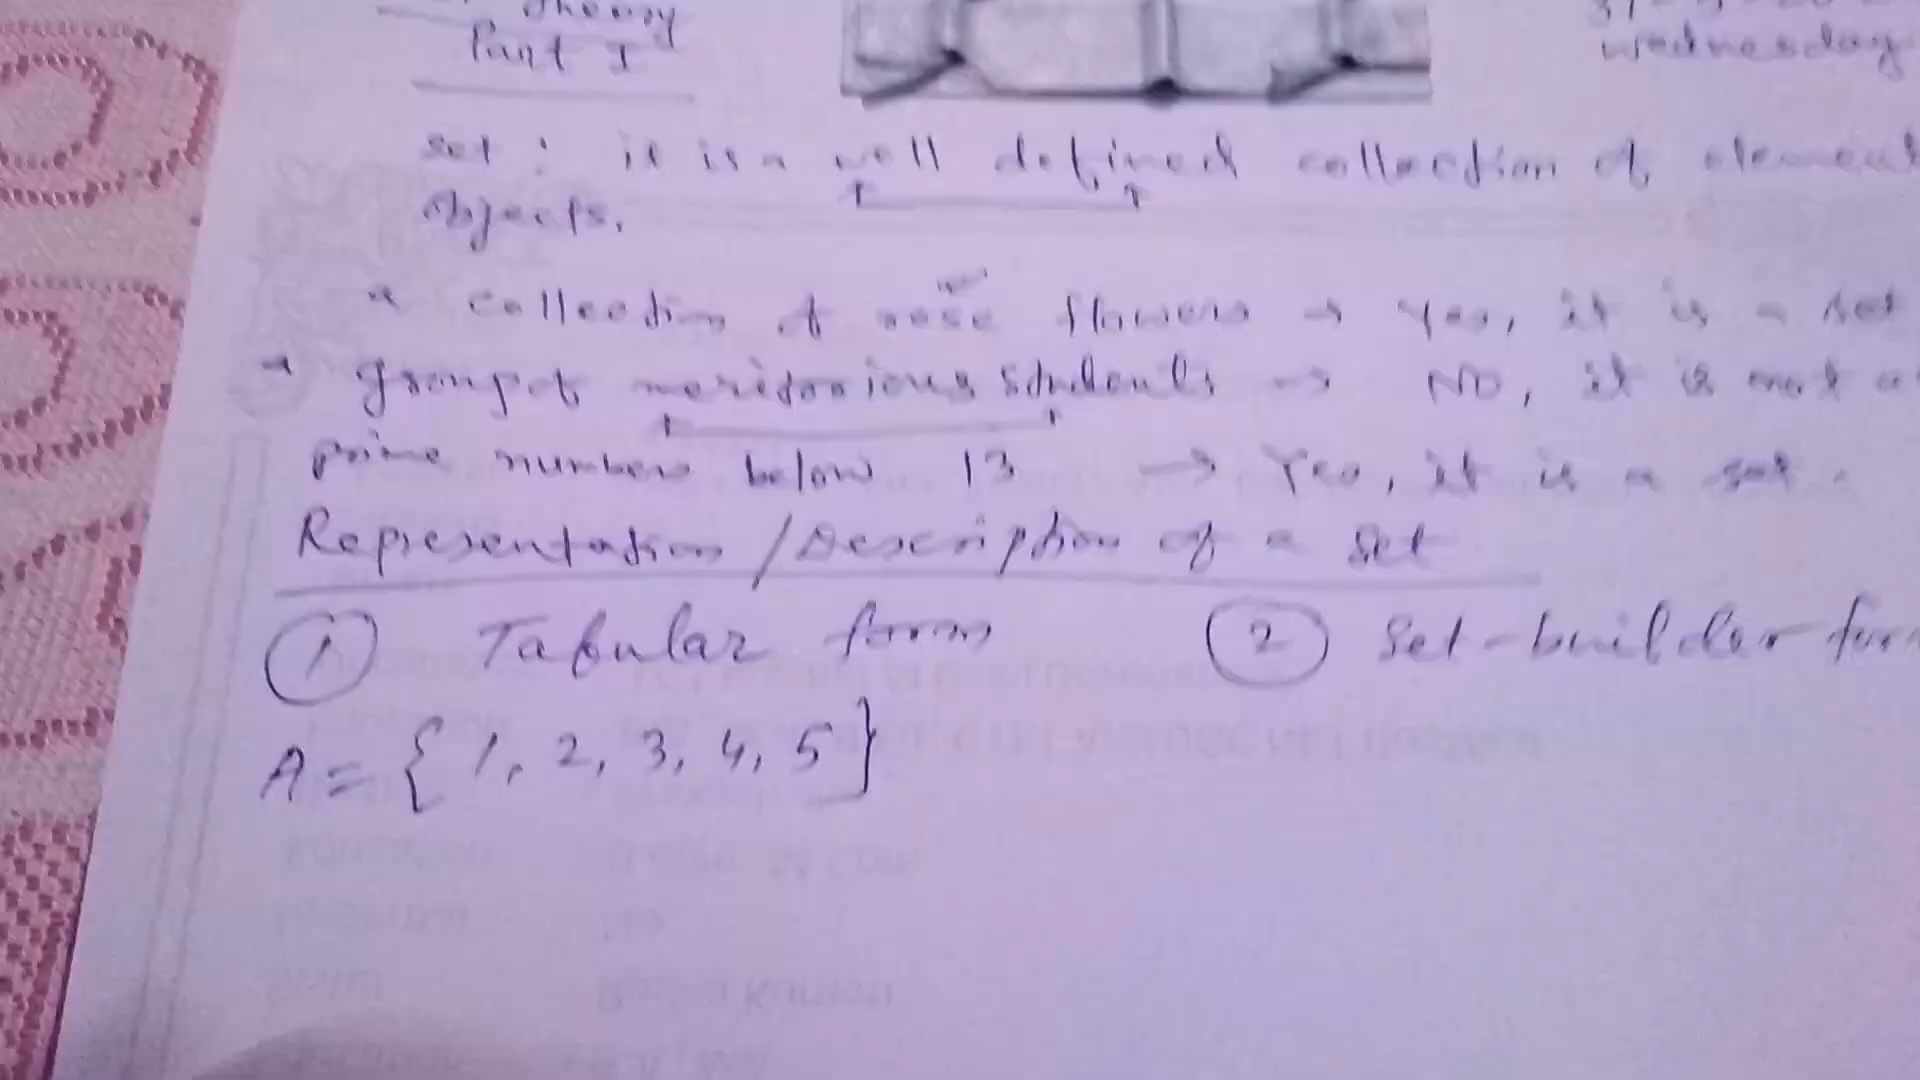 Theory
Part I
Wednesday
set : it is a well defined collection of element
objects.
a collection of rose flowers → Yes, it is a set
a group of meritorious students → No, it is not a
prime numbers below 13 → Yes, it is a set.
Representation / Description of a set
1 Tabular form 2 Set-builder for
A = { 1, 2, 3, 4, 5 }